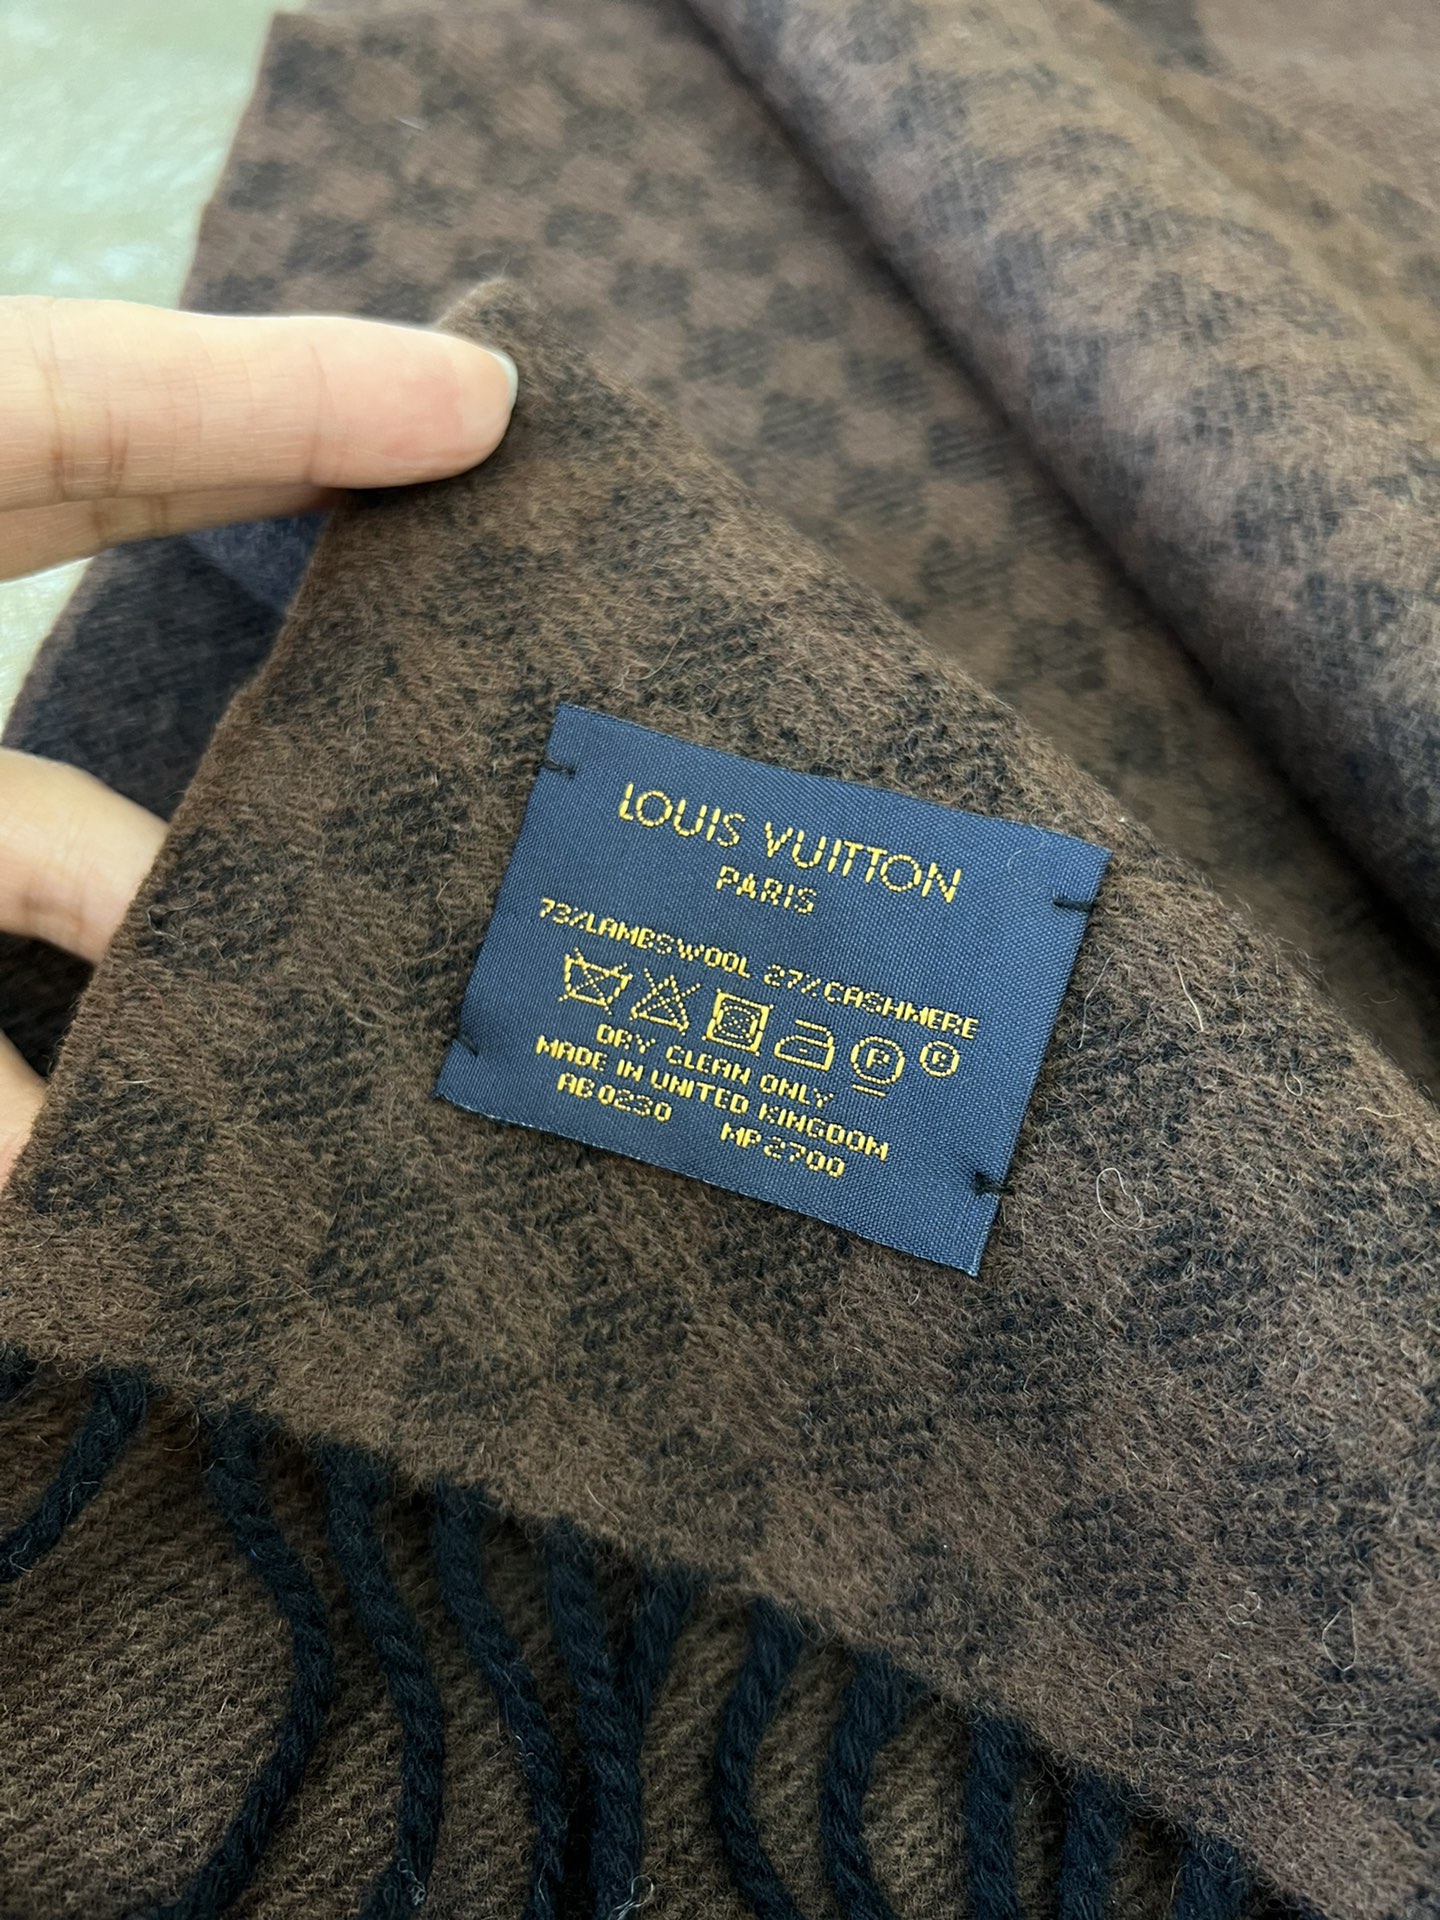 LOUIS VUITTON
PARIS
73%LAMBSWOOL 27%CASHMERE
P B
DRY CLEAN ONLY
MADE IN UNITED KINGDOM
AB0230 MP2700